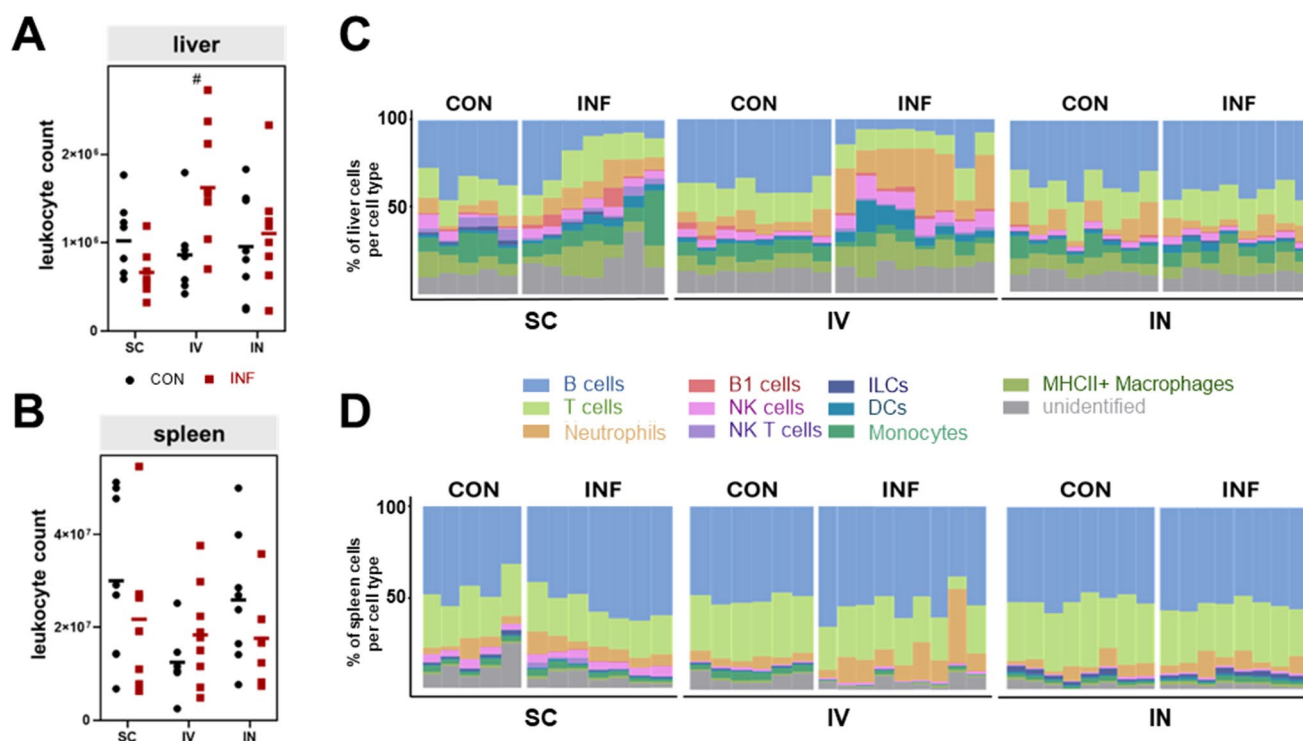 A
liver
#
leukocyte count
2×10⁶
1×10⁶
0
SC IV IN
CON INF
B
spleen
leukocyte count
4×10⁷
2×10⁷
0
SC IV IN
C
CON INF CON INF CON INF
100
50
% of liver cells
per cell type
SC IV IN
B cells B1 cells ILCs MHCII+ Macrophages
T cells NK cells DCs unidentified
Neutrophils NK T cells Monocytes
D
CON INF CON INF CON INF
100
50
% of spleen cells
per cell type
SC IV IN